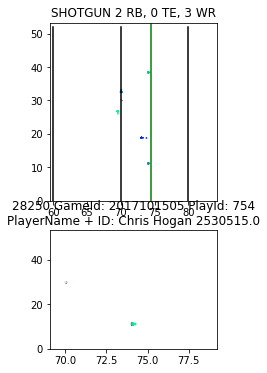 SHOTGUN 2 RB, 0 TE, 3 WR
50
40
30
20
10
0
60 65 70 75 80
28250 GameId: 2017101505 PlayId: 754
PlayerName + ID: Chris Hogan 2530515.0
40
20
0
70.0 72.5 75.0 77.5